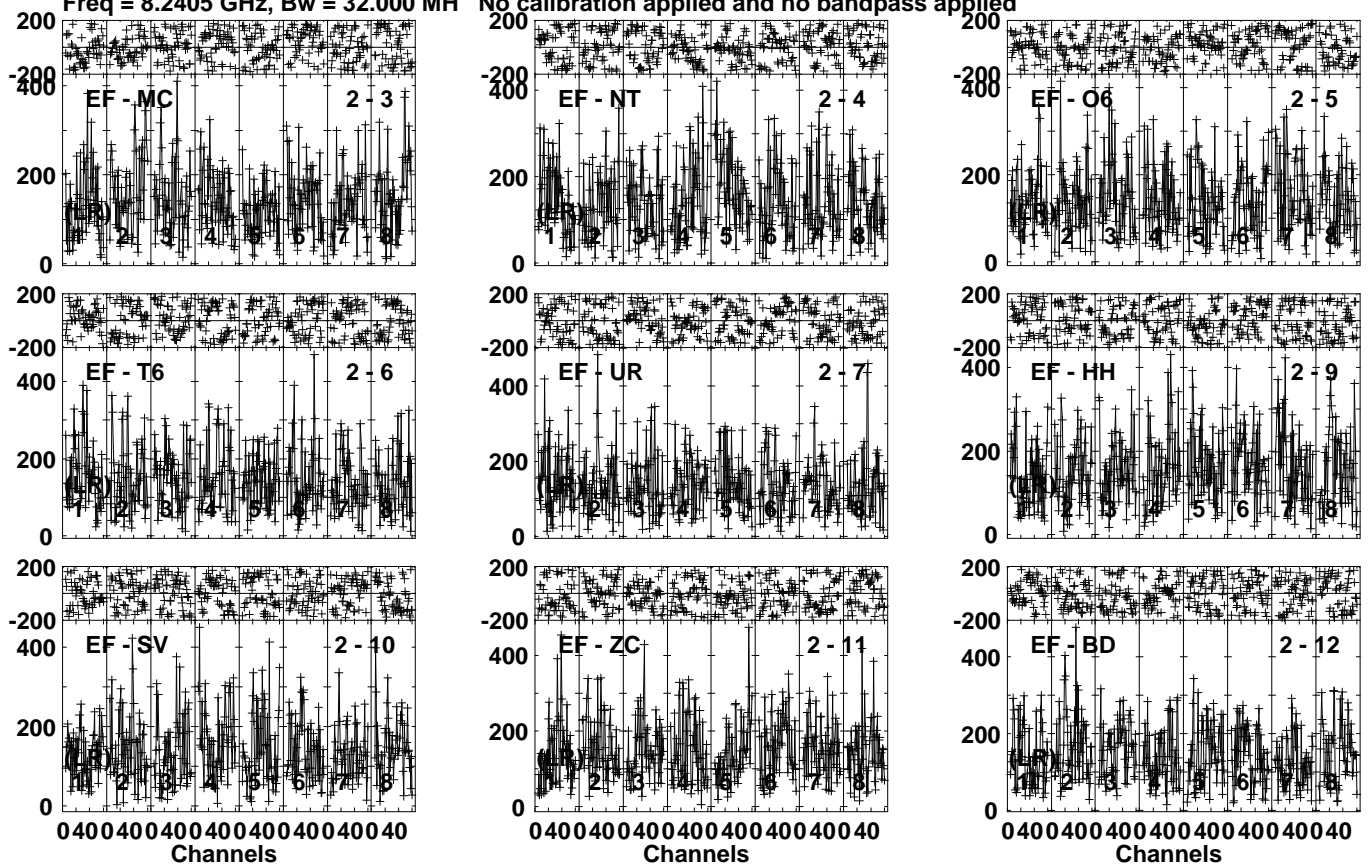 Freq = 8.2405 GHz, Bw = 32.000 MH No calibration applied and no bandpass applied
200
-200
400
200
0
EF - MC 2 - 3
(LR)
1 2 3 4 5 6 7 8
200
-200
400
200
0
EF - NT 2 - 4
(LR)
1 2 3 4 5 6 7 8
200
-200
400
200
0
EF - O6 2 - 5
(LR)
1 2 3 4 5 6 7 8
200
-200
400
200
0
EF - T6 2 - 6
(LR)
1 2 3 4 5 6 7 8
200
-200
400
200
0
EF - UR 2 - 7
(LR)
1 2 3 4 5 6 7 8
200
-200
400
200
0
EF - HH 2 - 9
(LR)
1 2 3 4 5 6 7 8
200
-200
400
200
0
EF - SV 2 - 10
(LR)
1 2 3 4 5 6 7 8
0 40 0 40 0 40 0 40 0 40 0 40 0 40 0 40
Channels
200
-200
400
200
0
EF - ZC 2 - 11
(LR)
1 2 3 4 5 6 7 8
0 40 0 40 0 40 0 40 0 40 0 40 0 40 0 40
Channels
200
-200
400
200
0
EF - BD 2 - 12
(LR)
1 2 3 4 5 6 7 8
0 40 0 40 0 40 0 40 0 40 0 40 0 40 0 40
Channels